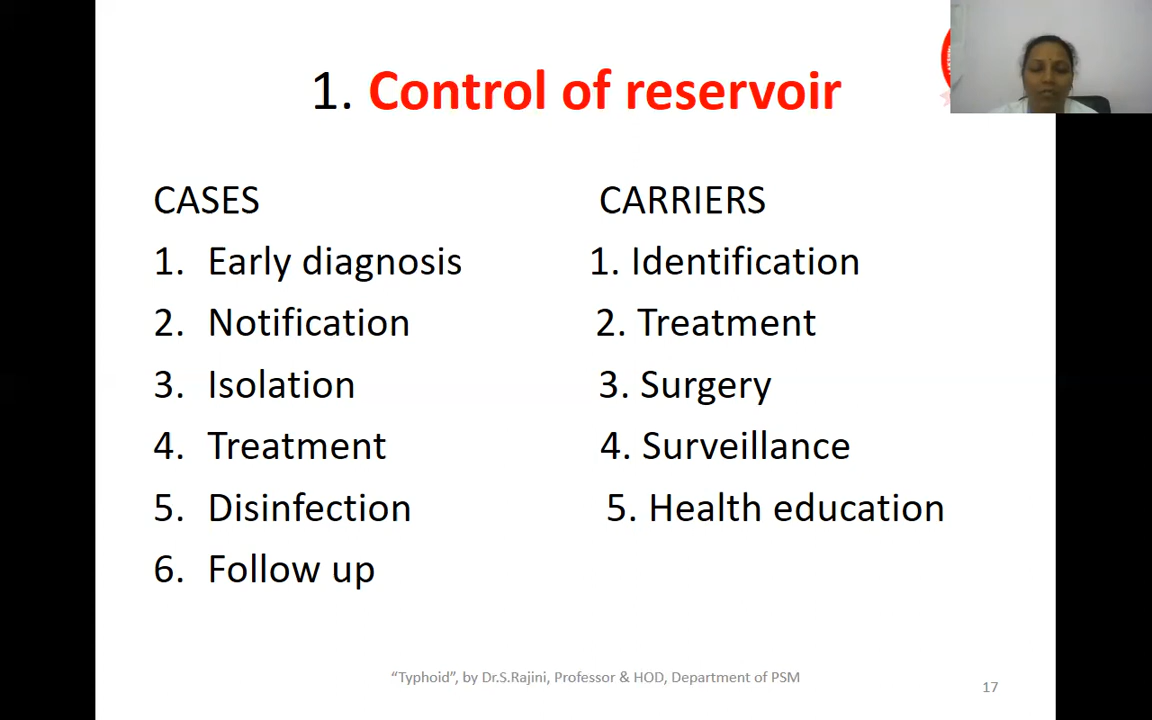 1. Control of reservoir
CASES
1. Early diagnosis
2. Notification
3. Isolation
4. Treatment
5. Disinfection
6. Follow up
CARRIERS
1. Identification
2. Treatment
3. Surgery
4. Surveillance
5. Health education
“Typhoid”, by Dr.S.Rajini, Professor & HOD, Department of PSM
17